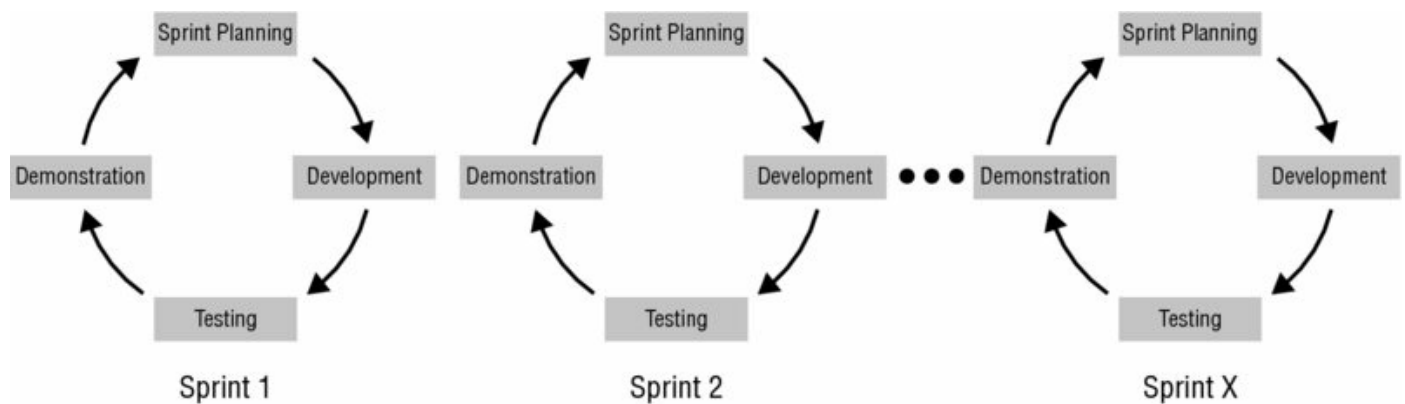 Sprint Planning
Sprint Planning
Sprint Planning
Demonstration
Development
Demonstration
Development
Demonstration
Development
Testing
Testing
Testing
Sprint 1
Sprint 2
Sprint X